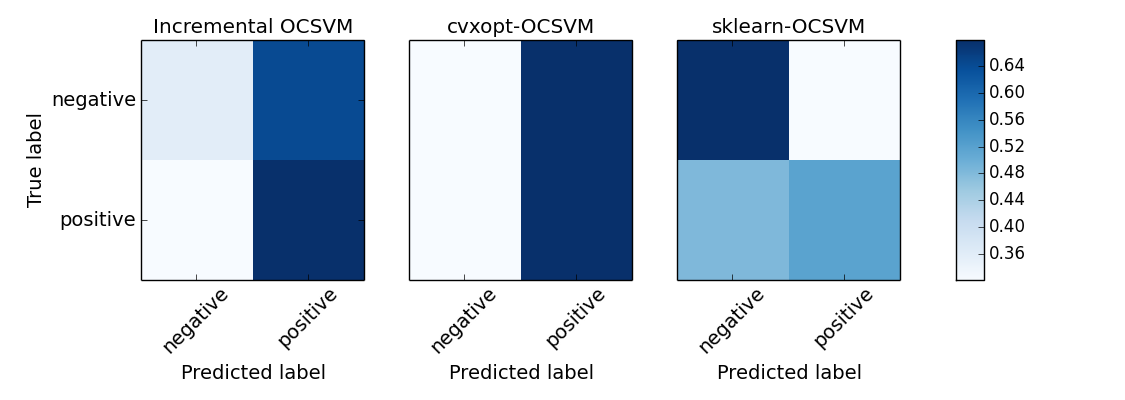 Incremental OCSVM
cvxopt-OCSVM
sklearn-OCSVM
True label
negative
positive
negative
positive
negative
positive
negative
positive
Predicted label
Predicted label
Predicted label
0.64
0.60
0.56
0.52
0.48
0.44
0.40
0.36